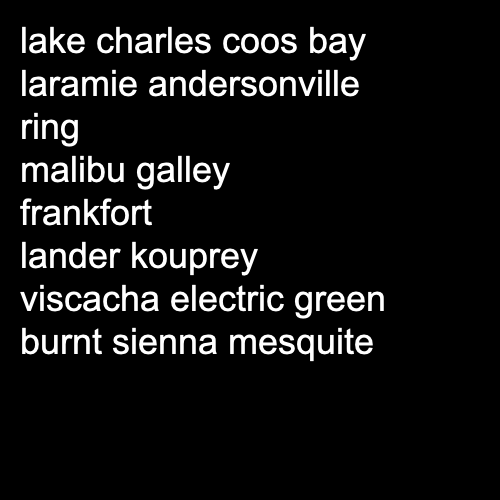 lake charles coos bay
laramie andersonville
ring
malibu galley
frankfort
lander kouprey
viscacha electric green
burnt sienna mesquite